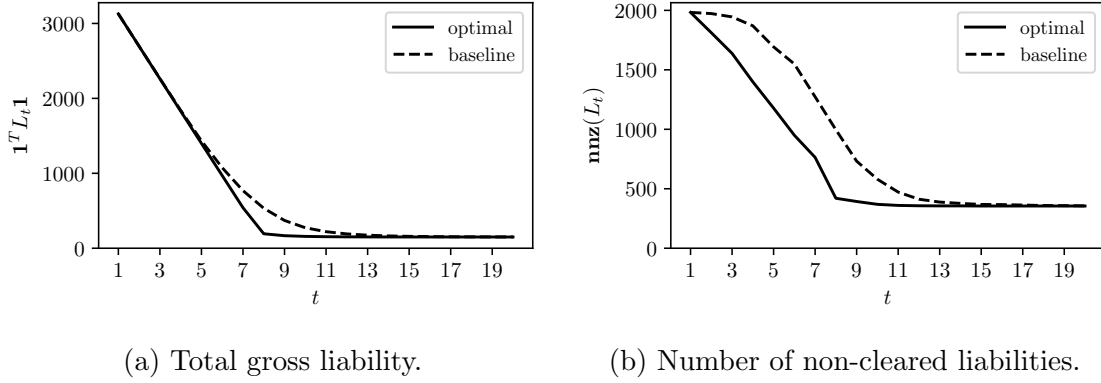 3000
2000
1000
0
1^T L_t 1
optimal
baseline
1 3 5 7 9 11 13 15 17 19
t
(a) Total gross liability.
2000
1500
1000
500
0
nnz(L_t)
optimal
baseline
1 3 5 7 9 11 13 15 17 19
t
(b) Number of non-cleared liabilities.